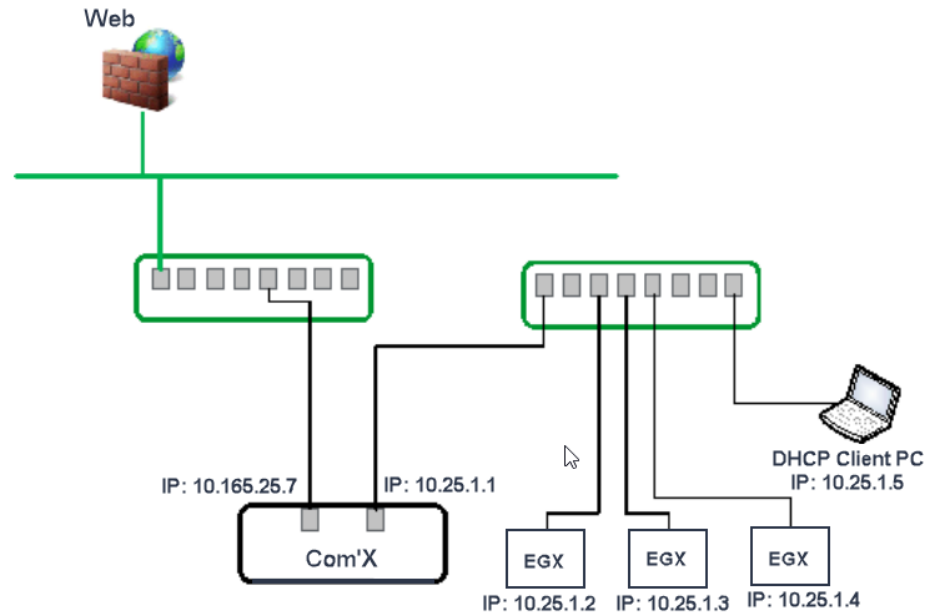 Web
IP: 10.165.25.7
IP: 10.25.1.1
Com'X
DHCP Client PC
IP: 10.25.1.5
EGX
IP: 10.25.1.2
EGX
IP: 10.25.1.3
EGX
IP: 10.25.1.4